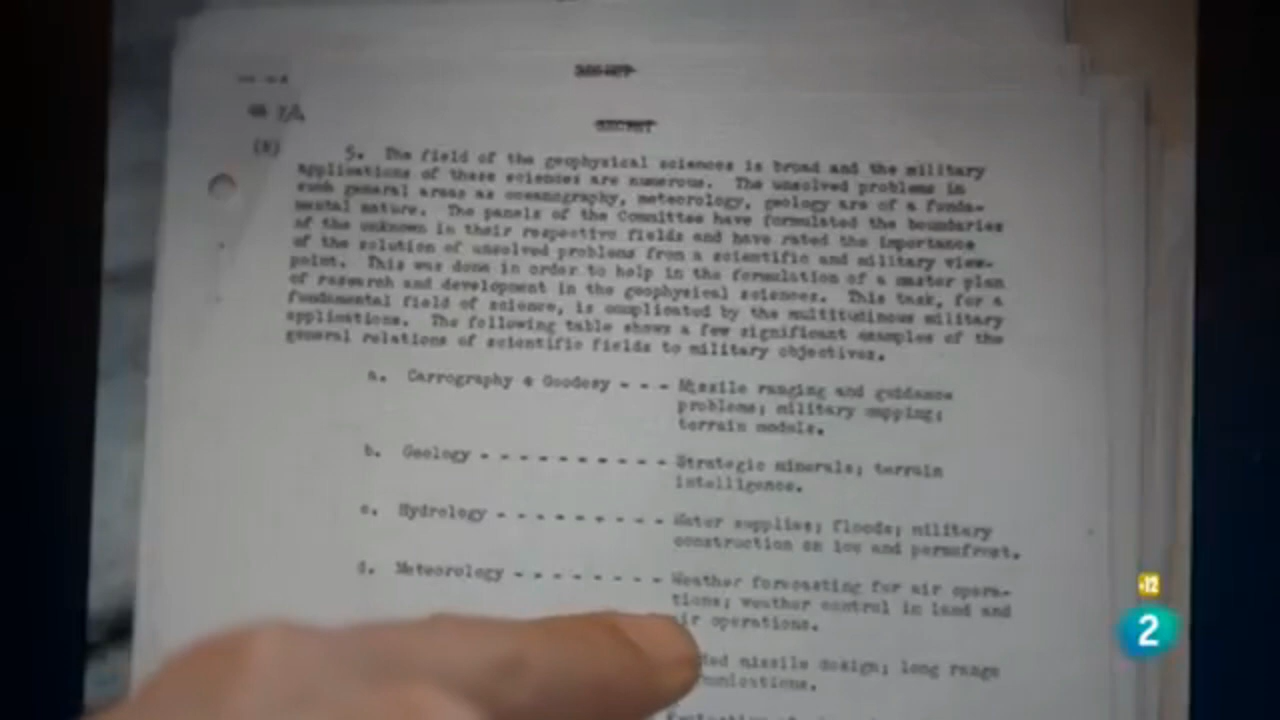 SECRET
SECRET
(S)
5. The field of the geophysical sciences is broad and the military
applications of these sciences are numerous. The unsolved problems in
such general areas as oceanography, meteorology, geology are of a funda-
mental nature. The panels of the Committee have formulated the boundaries
of the unknown in their respective fields and have rated the importance
of the solution of unsolved problems from a scientific and military view-
point. This was done in order to help in the formulation of a master plan
of research and development in the geophysical sciences. This task, for a
fundamental field of science, is complicated by the multitudinous military
applications. The following table shows a few significant examples of the
general relations of scientific fields to military objectives.
a. Carrography & Geodesy - - - Missile ranging and guidance
problems; military mapping;
terrain models.
b. Geology - - - - - - - - - - Strategic minerals; terrain
intelligence.
c. Hydrology - - - - - - - - - Water supplies; floods; military
construction on ice and permafrost.
d. Meteorology - - - - - - - - Weather forecasting for air opera-
tions; weather control in land and
air operations.
missile design; long range
+12
2